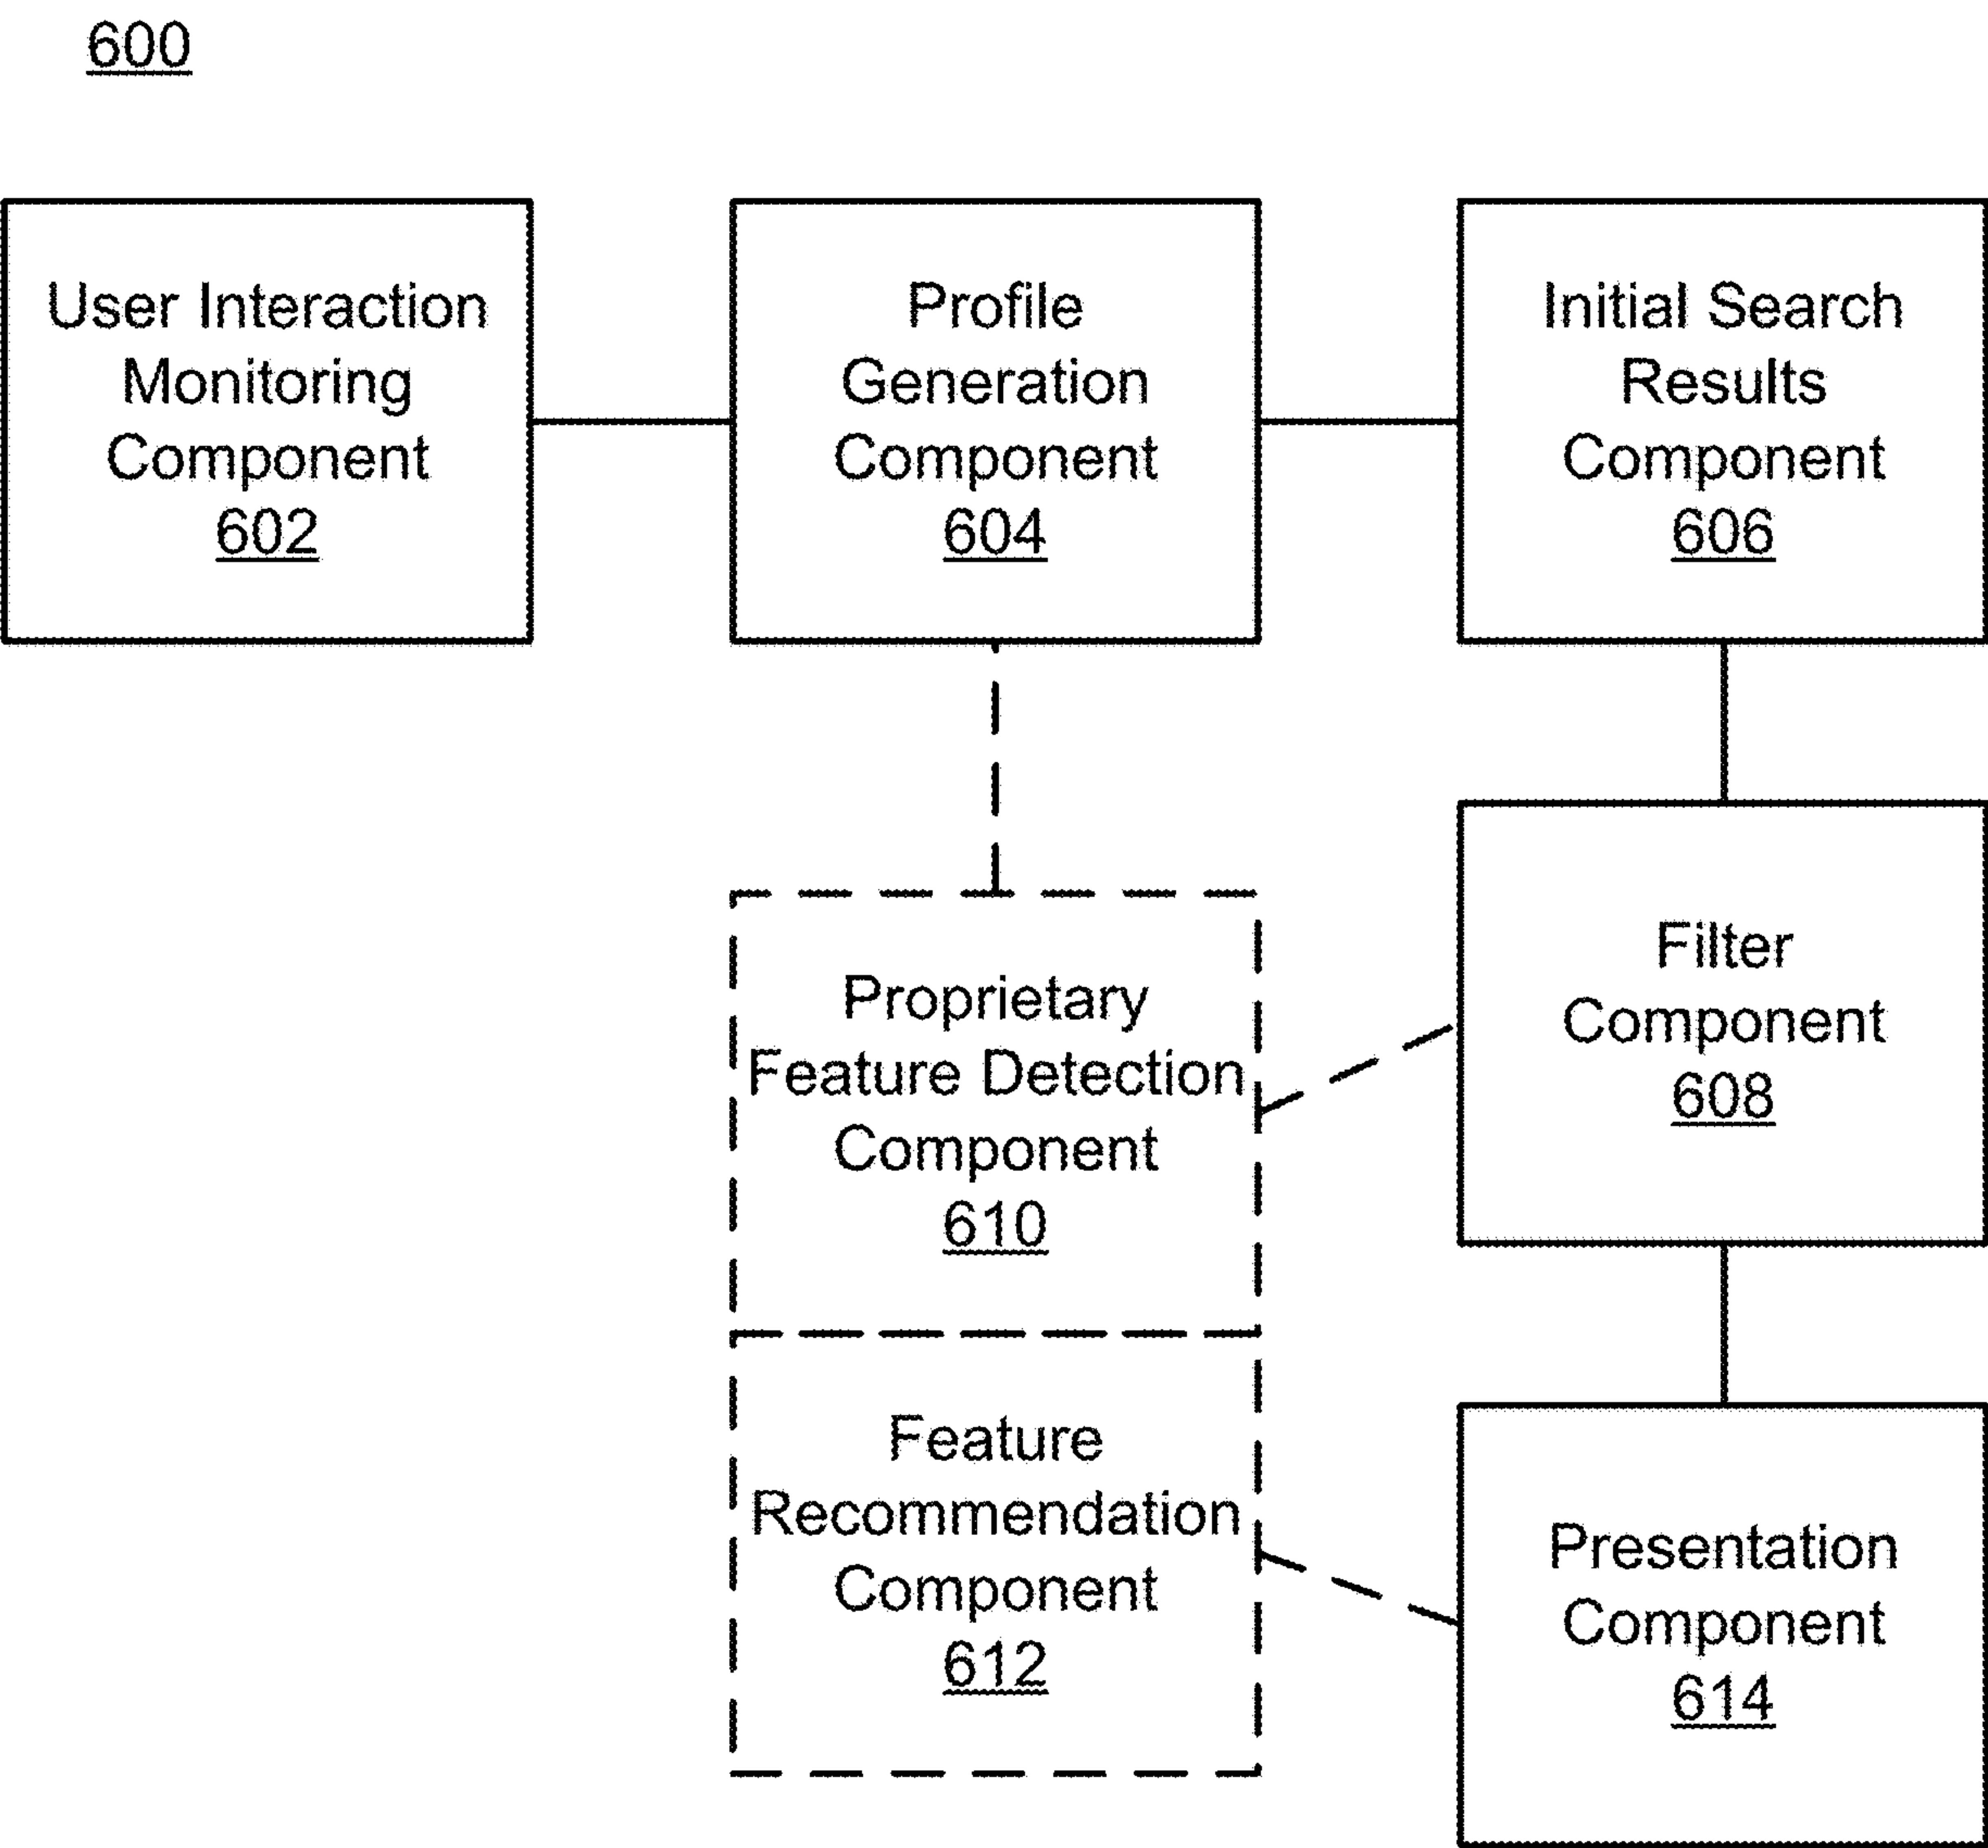 600
User Interaction
Monitoring
Component
602
Profile
Generation
Component
604
Initial Search
Results
Component
606
Proprietary
Feature Detection
Component
610
Filter
Component
608
Feature
Recommendation
Component
612
Presentation
Component
614